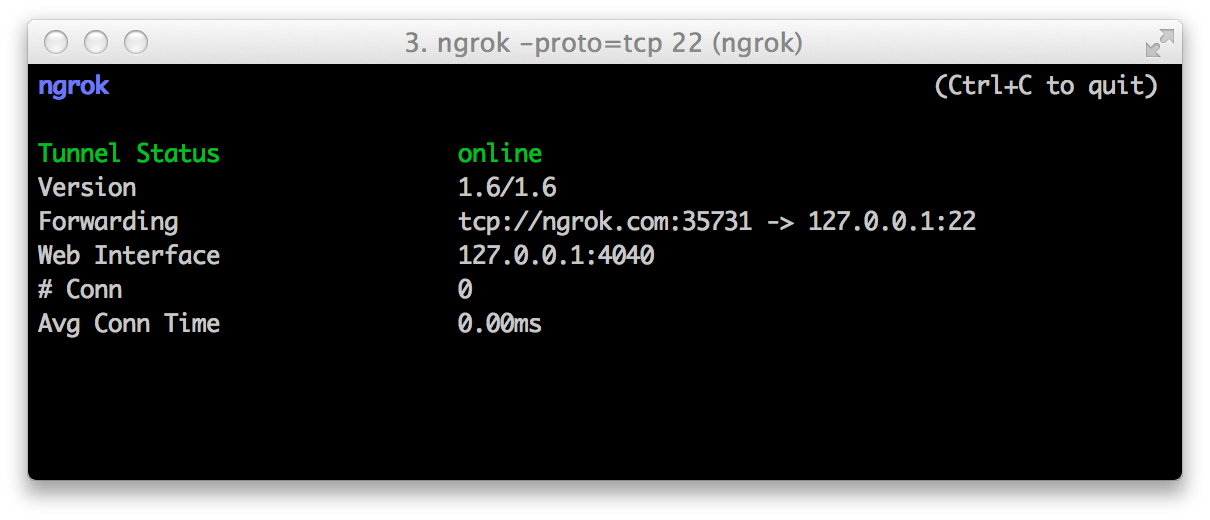 3. ngrok -proto=tcp 22 (ngrok)
ngrok (Ctrl+C to quit)
Tunnel Status online
Version 1.6/1.6
Forwarding tcp://ngrok.com:35731 -> 127.0.0.1:22
Web Interface 127.0.0.1:4040
# Conn 0
Avg Conn Time 0.00ms